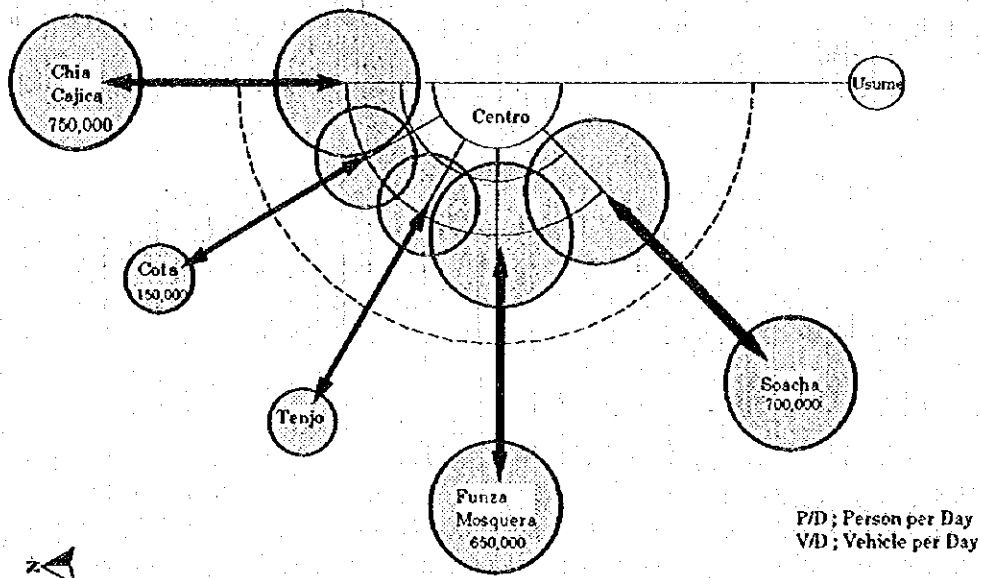 Chia
Cajica
750,000
Centro
Usume
Cota
150,000
Tenjo
Soacha
700,000
Funza
Mosquera
650,000
P/D ; Person per Day
V/D ; Vehicle per Day
Z